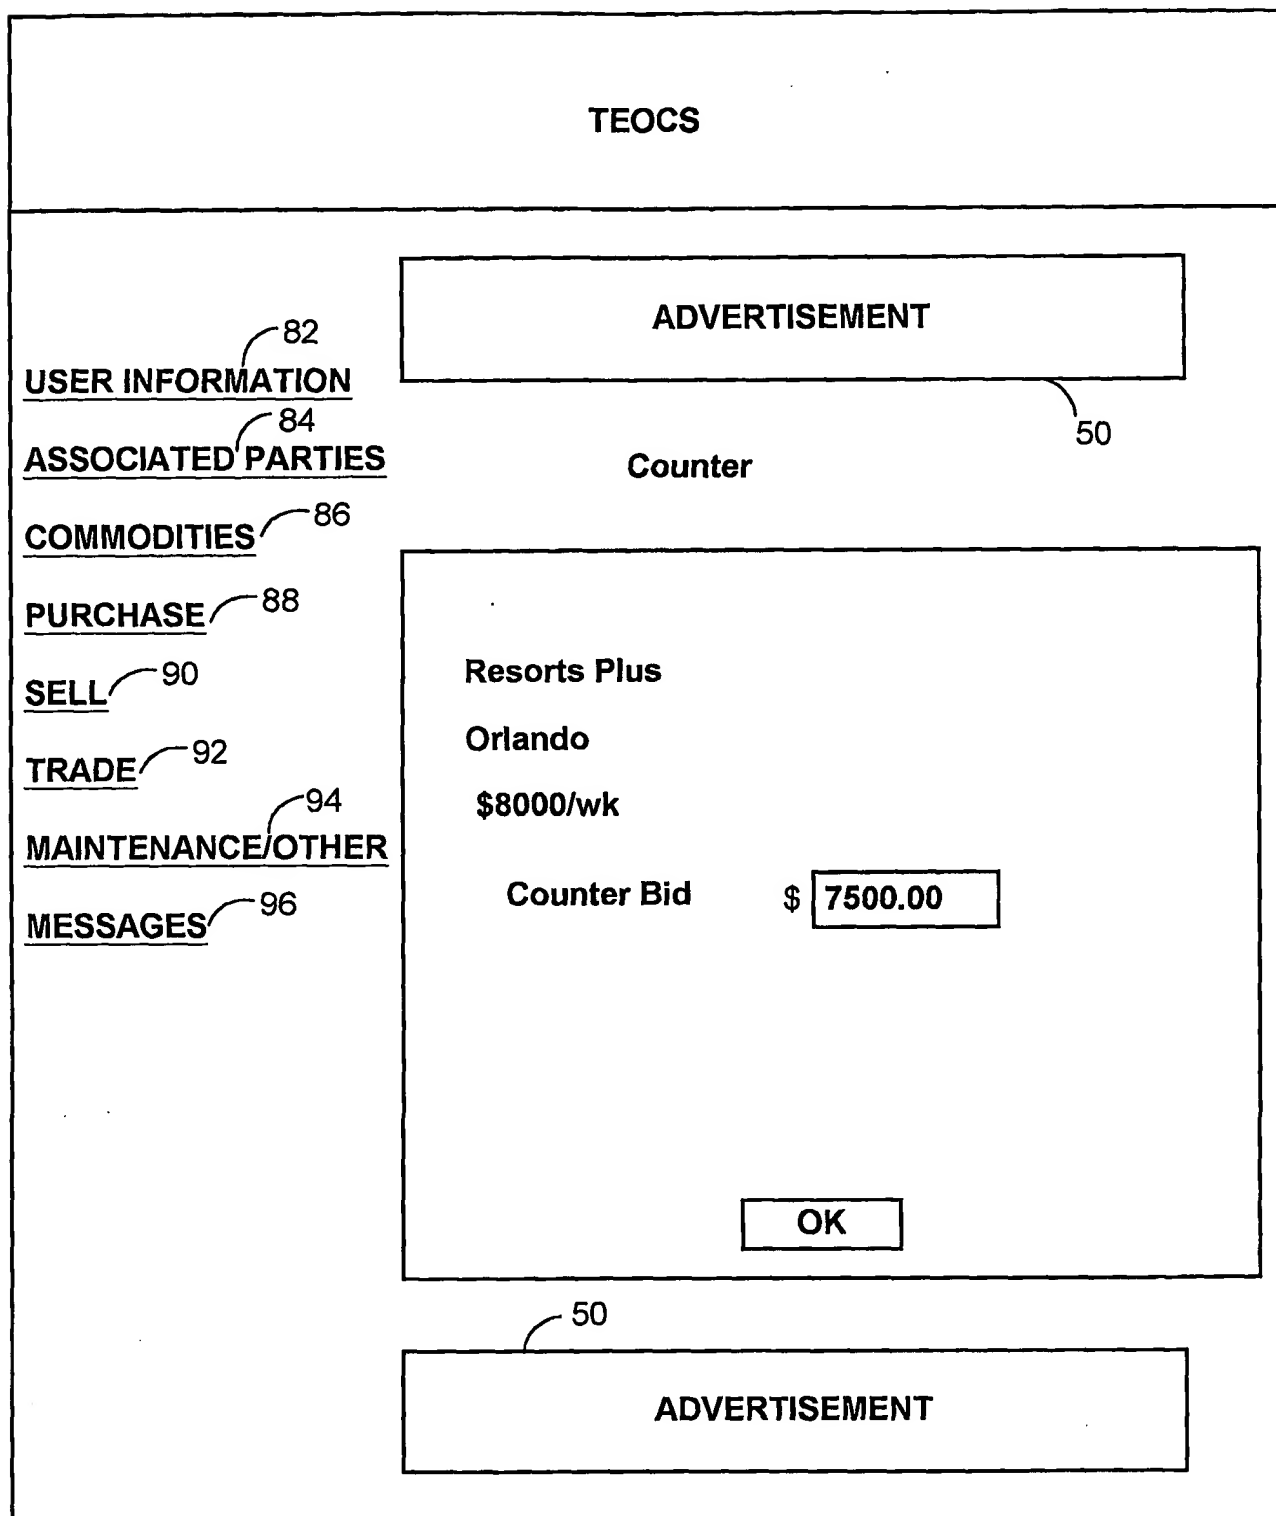 TEOCS
ADVERTISEMENT
50
82
USER INFORMATION
84
ASSOCIATED PARTIES
86
COMMODITIES
88
PURCHASE
90
SELL
92
TRADE
94
MAINTENANCE/OTHER
96
MESSAGES
Counter
Resorts Plus
Orlando
$8000/wk
Counter Bid $ 7500.00
OK
50
ADVERTISEMENT